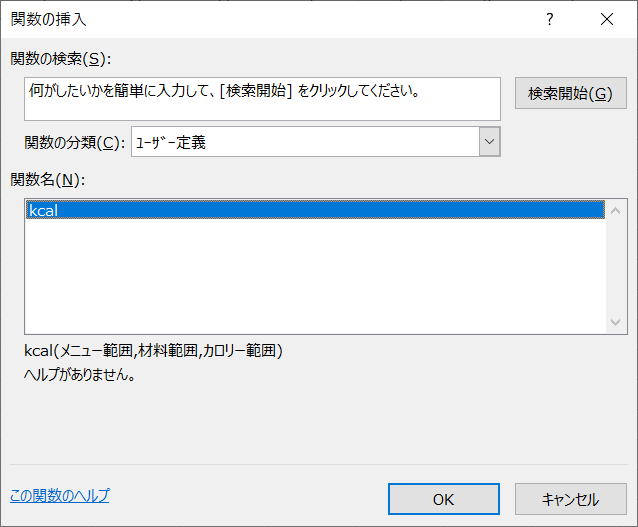 関数の挿入
?
関数の検索(S):
何がしたいかを簡単に入力して、[検索開始] をクリックしてください。
検索開始(G)
関数の分類(C):
ﾕｰｻﾞｰ定義
関数名(N):
kcal
kcal(メニュー範囲,材料範囲,カロリー範囲)
ヘルプがありません。
この関数のヘルプ
OK
キャンセル